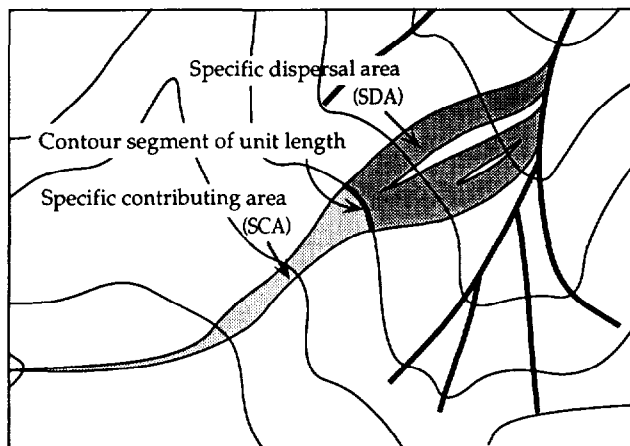 Specific dispersal area
(SDA)
Contour segment of unit length
Specific contributing area
(SCA)